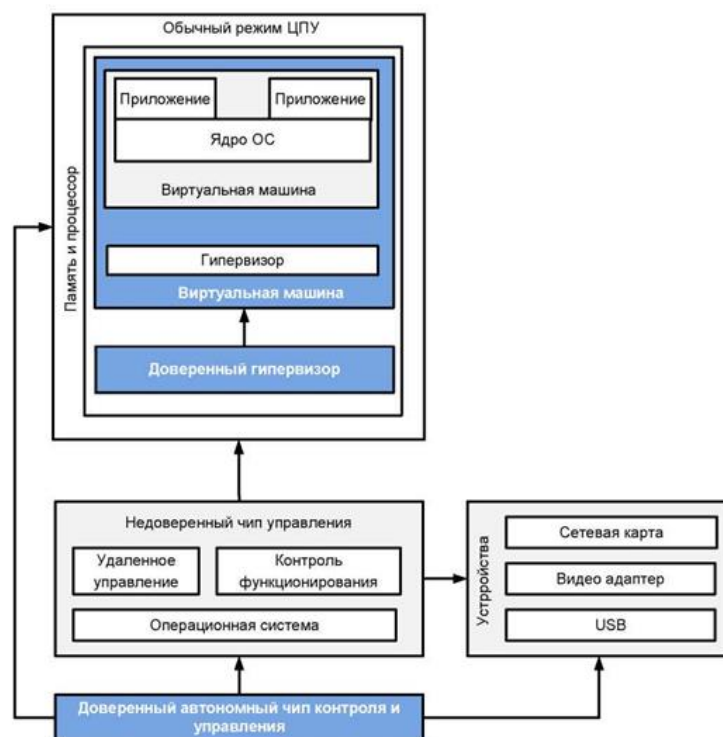 Обычный режим ЦПУ
Память и процессор
Приложение
Приложение
Ядро ОС
Виртуальная машина
Гипервизор
Виртуальная машина
Доверенный гипервизор
Недоверенный чип управления
Удаленное
управление
Контроль
функционирования
Операционная система
Устрройства
Сетевая карта
Видео адаптер
USB
Доверенный автономный чип контроля и
управления